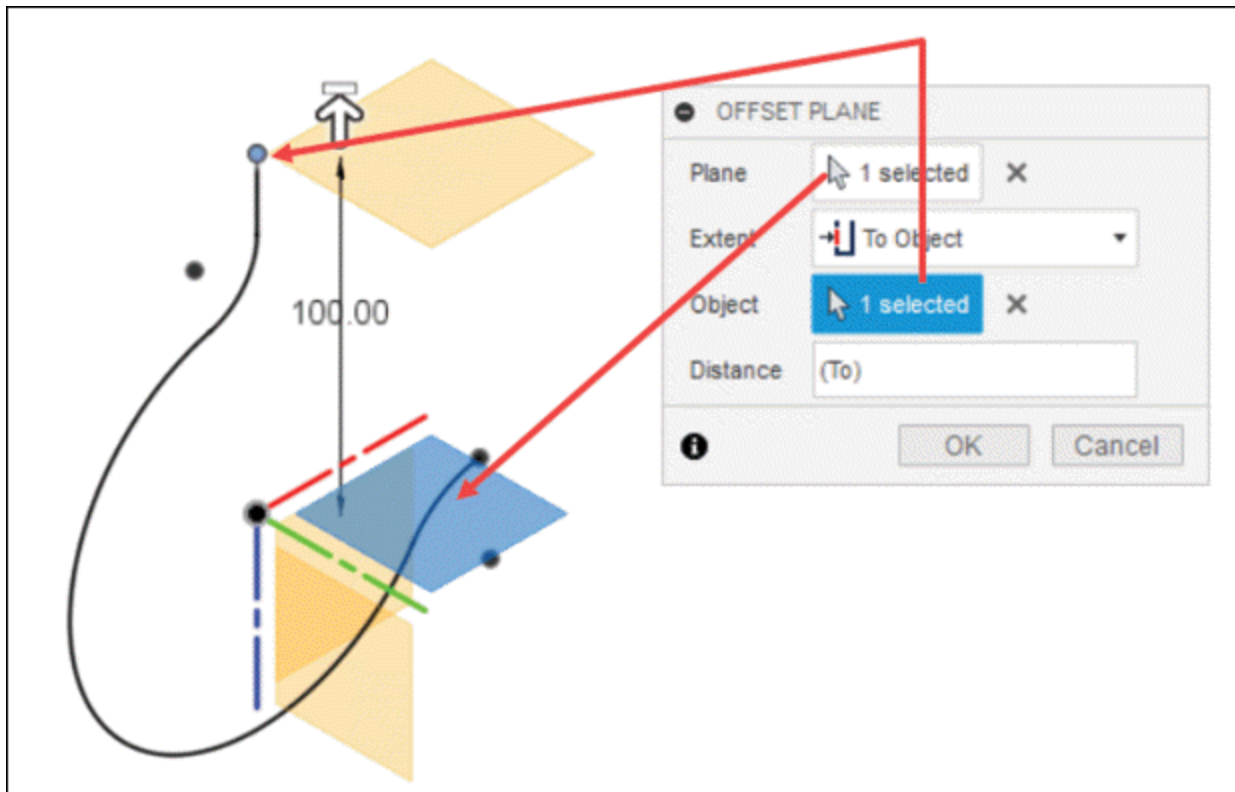 OFFSET PLANE
Plane 1 selected
Extent To Object
Object 1 selected
Distance (To)
OK Cancel
100.00